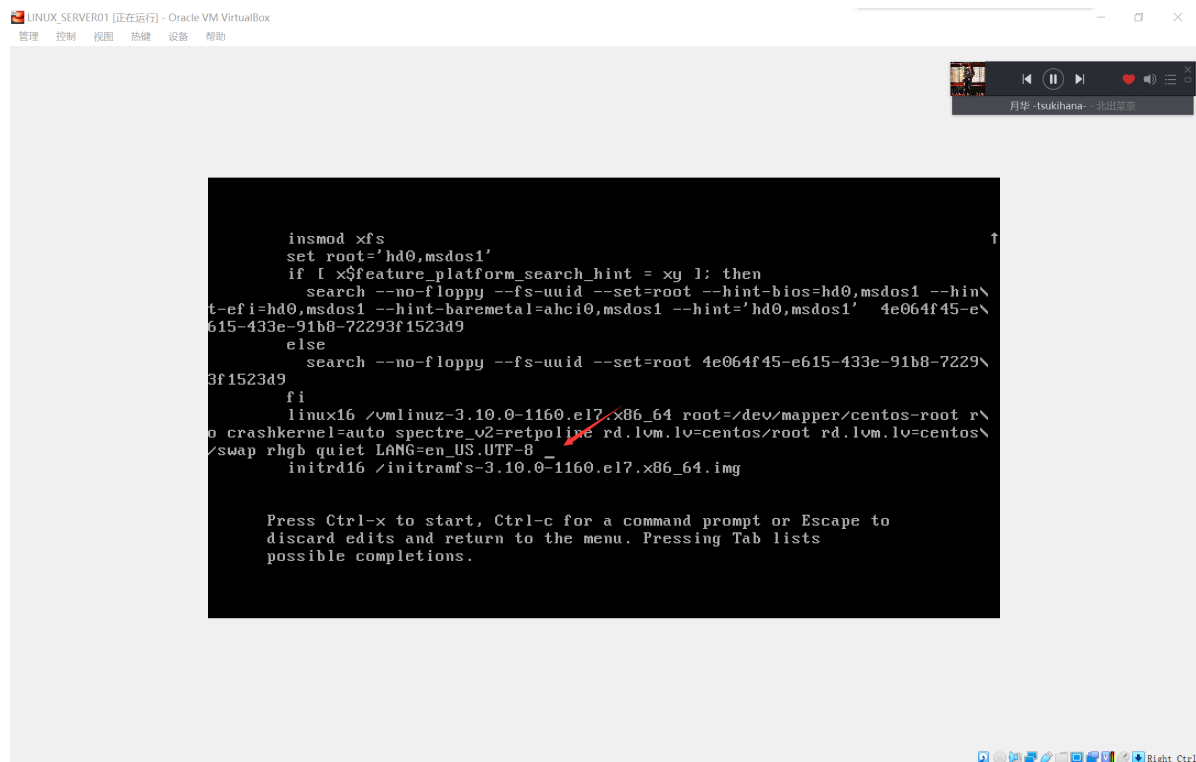 LINUX_SERVER01 [正在运行] - Oracle VM VirtualBox
管理 控制 视图 热键 设备 帮助
月华 -tsukihana- - 北出菜奈
insmod xfs
set root='hd0,msdos1'
if [ x$feature_platform_search_hint = xy ]; then
search --no-floppy --fs-uuid --set=root --hint-bios=hd0,msdos1 --hin\
t-efi=hd0,msdos1 --hint-baremetal=ahci0,msdos1 --hint='hd0,msdos1'  4e064f45-e\
615-433e-91b8-72293f1523d9
else
search --no-floppy --fs-uuid --set=root 4e064f45-e615-433e-91b8-7229\
3f1523d9
fi
linux16 /vmlinuz-3.10.0-1160.el7.x86_64 root=/dev/mapper/centos-root r\
o crashkernel=auto spectre_v2=retpoline rd.lvm.lv=centos/root rd.lvm.lv=centos\
/swap rhgb quiet LANG=en_US.UTF-8 _
initrd16 /initramfs-3.10.0-1160.el7.x86_64.img
Press Ctrl-x to start, Ctrl-c for a command prompt or Escape to
discard edits and return to the menu. Pressing Tab lists
possible completions.
Right Ctrl